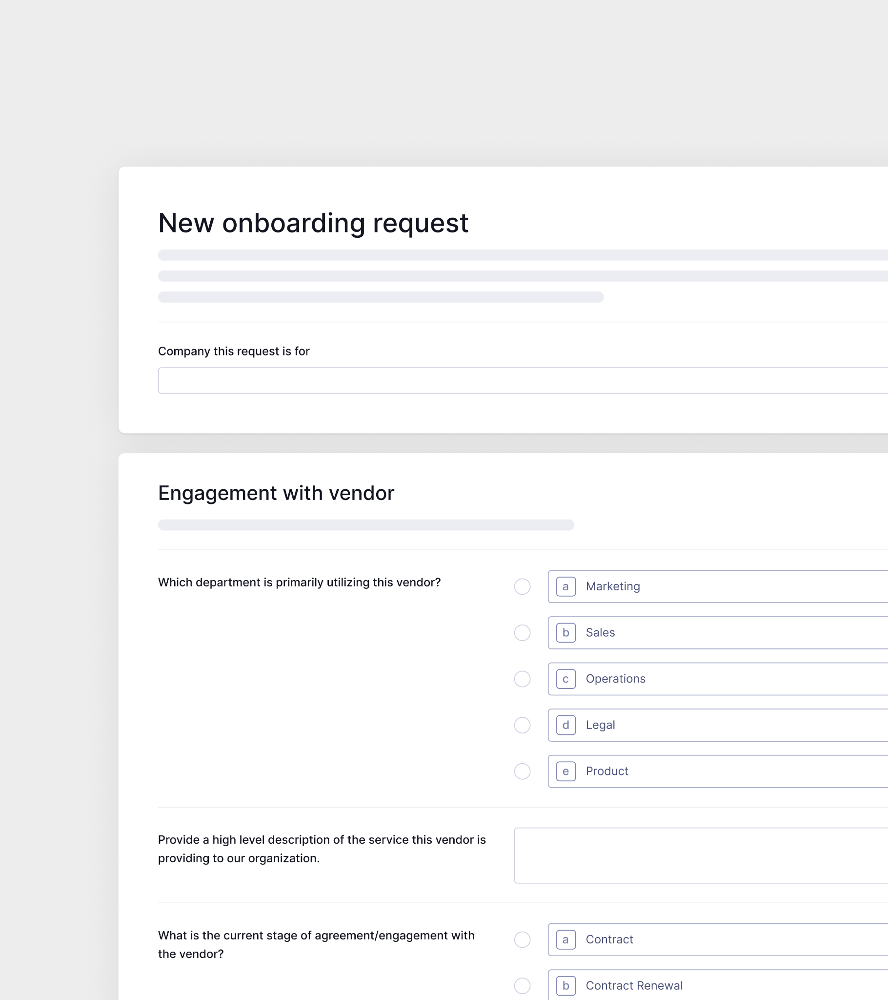 New onboarding request
Company this request is for
Engagement with vendor
Which department is primarily utilizing this vendor?
a Marketing
b Sales
c Operations
d Legal
e Product
Provide a high level description of the service this vendor is
providing to our organization.
What is the current stage of agreement/engagement with
the vendor?
a Contract
b Contract Renewal